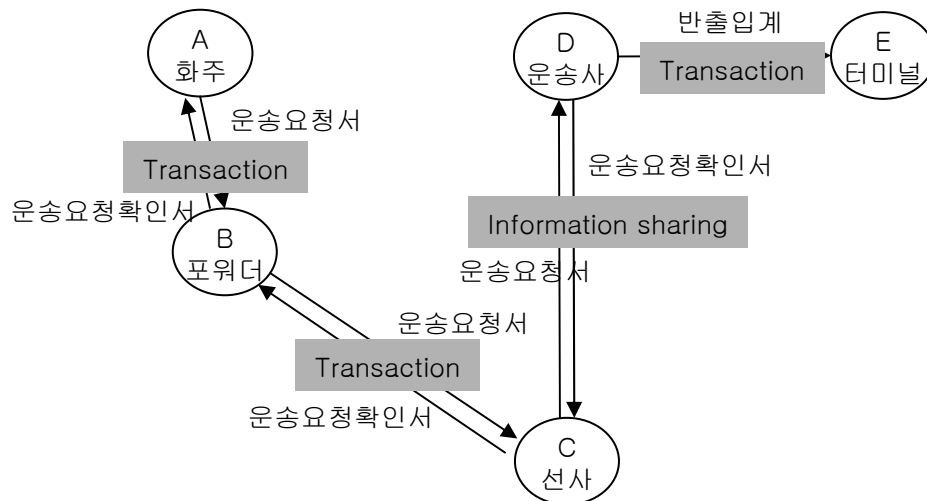 A
화주
운송요청서
Transaction
운송요청확인서
B
포워더
운송요청서
Transaction
운송요청확인서
C
선사
D
운송사
운송요청확인서
Information sharing
운송요청서
반출입계
Transaction
E
터미널